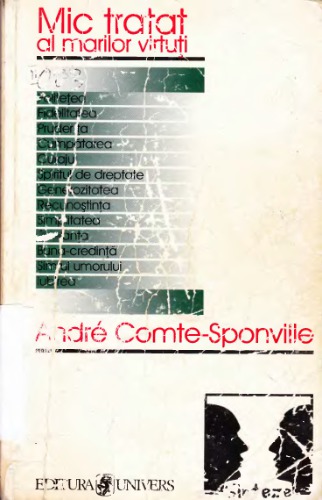 Mic tratat
al marilor virtuți
Fidelitatea
Prudența
Cumpătarea
Curajul
Spiritul de dreptate
Generozitatea
Recunoștința
Simplitatea
Toleranța
Buna-credință
Simțul umorului
Iubirea
André Comte-Sponville
EDITURA UNIVERS
Sinteze